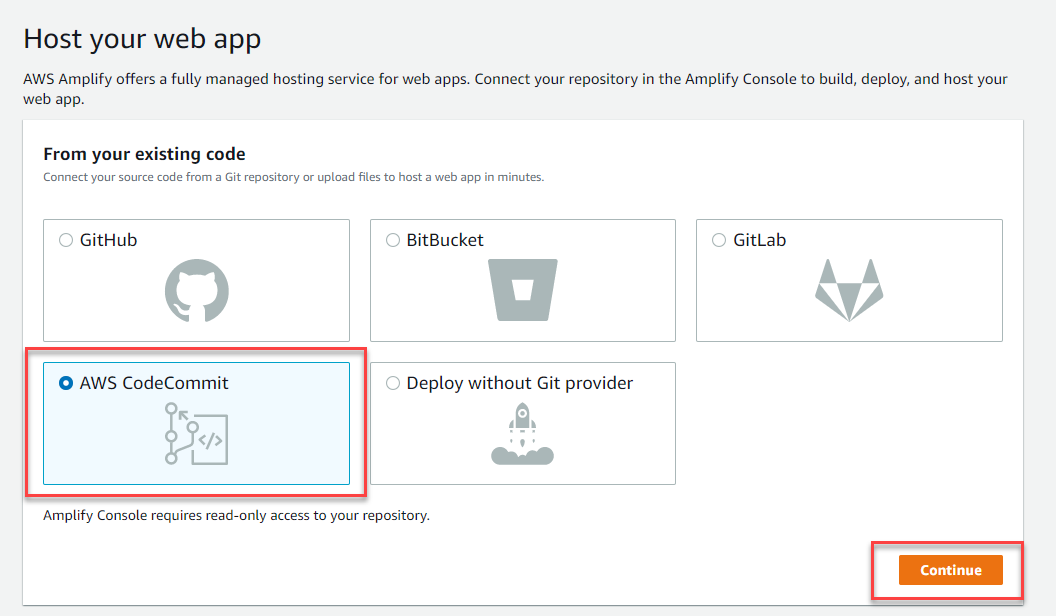 Host your web app
AWS Amplify offers a fully managed hosting service for web apps. Connect your repository in the Amplify Console to build, deploy, and host your
web app.
From your existing code
Connect your source code from a Git repository or upload files to host a web app in minutes.
GitHub
BitBucket
GitLab
AWS CodeCommit
Deploy without Git provider
</>
Amplify Console requires read-only access to your repository.
Continue